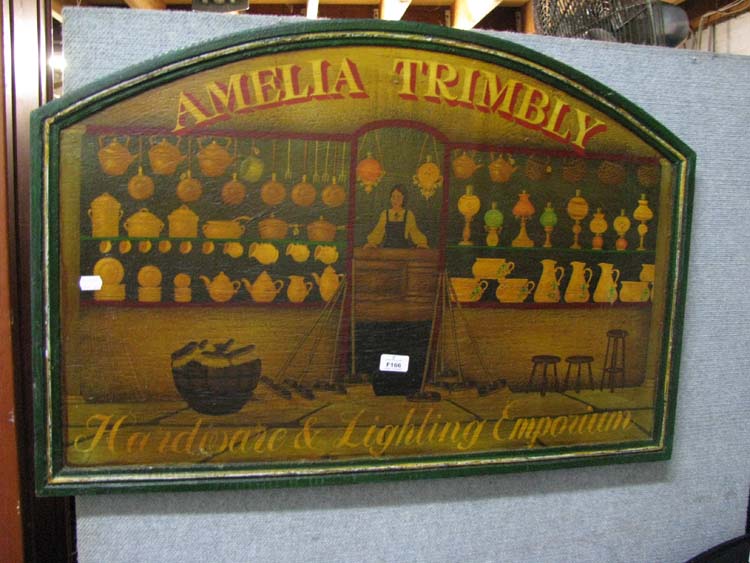 AMELIA TRIMBLY
F166
Hardware & Lighting Emporium